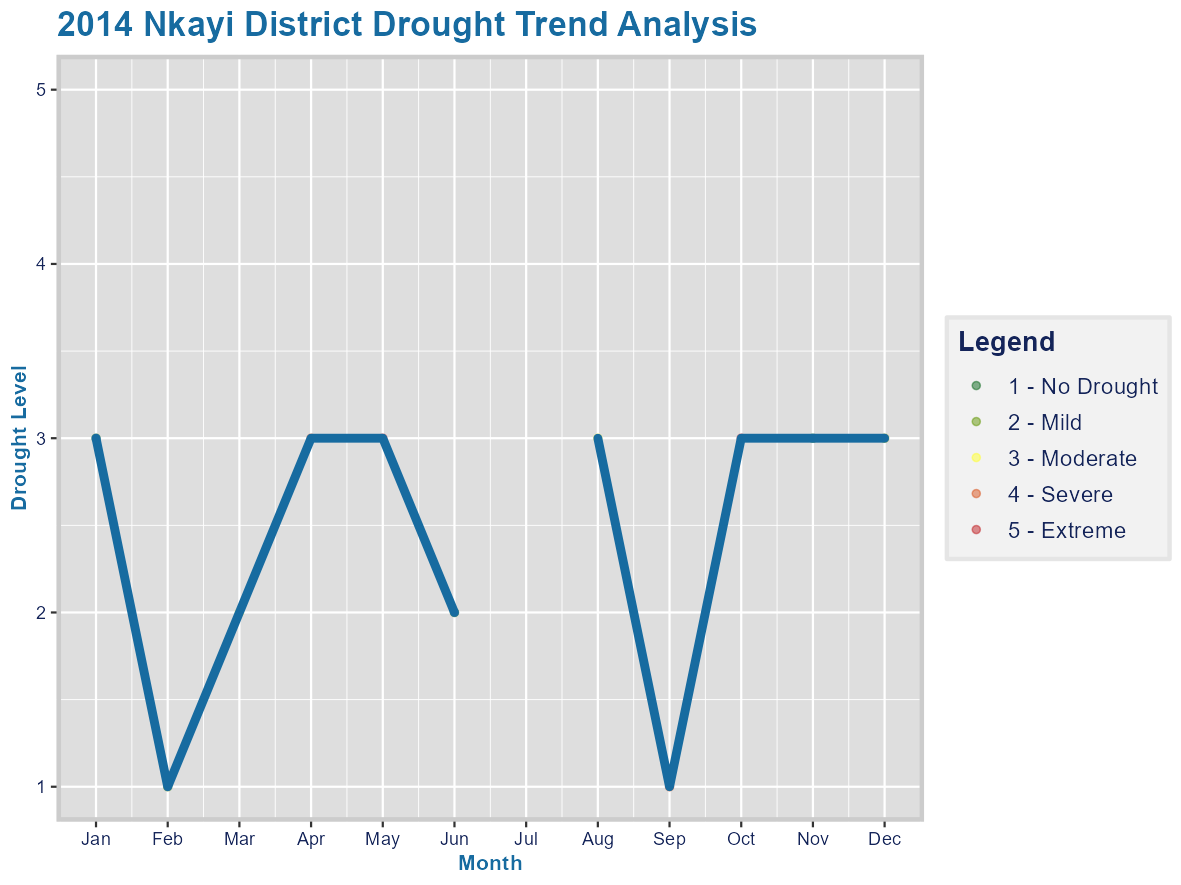 2014 Nkayi District Drought Trend Analysis
5
4
3
2
1
Drought Level
Jan Feb Mar Apr May Jun Jul Aug Sep Oct Nov Dec
Month
Legend
1 - No Drought
2 - Mild
3 - Moderate
4 - Severe
5 - Extreme